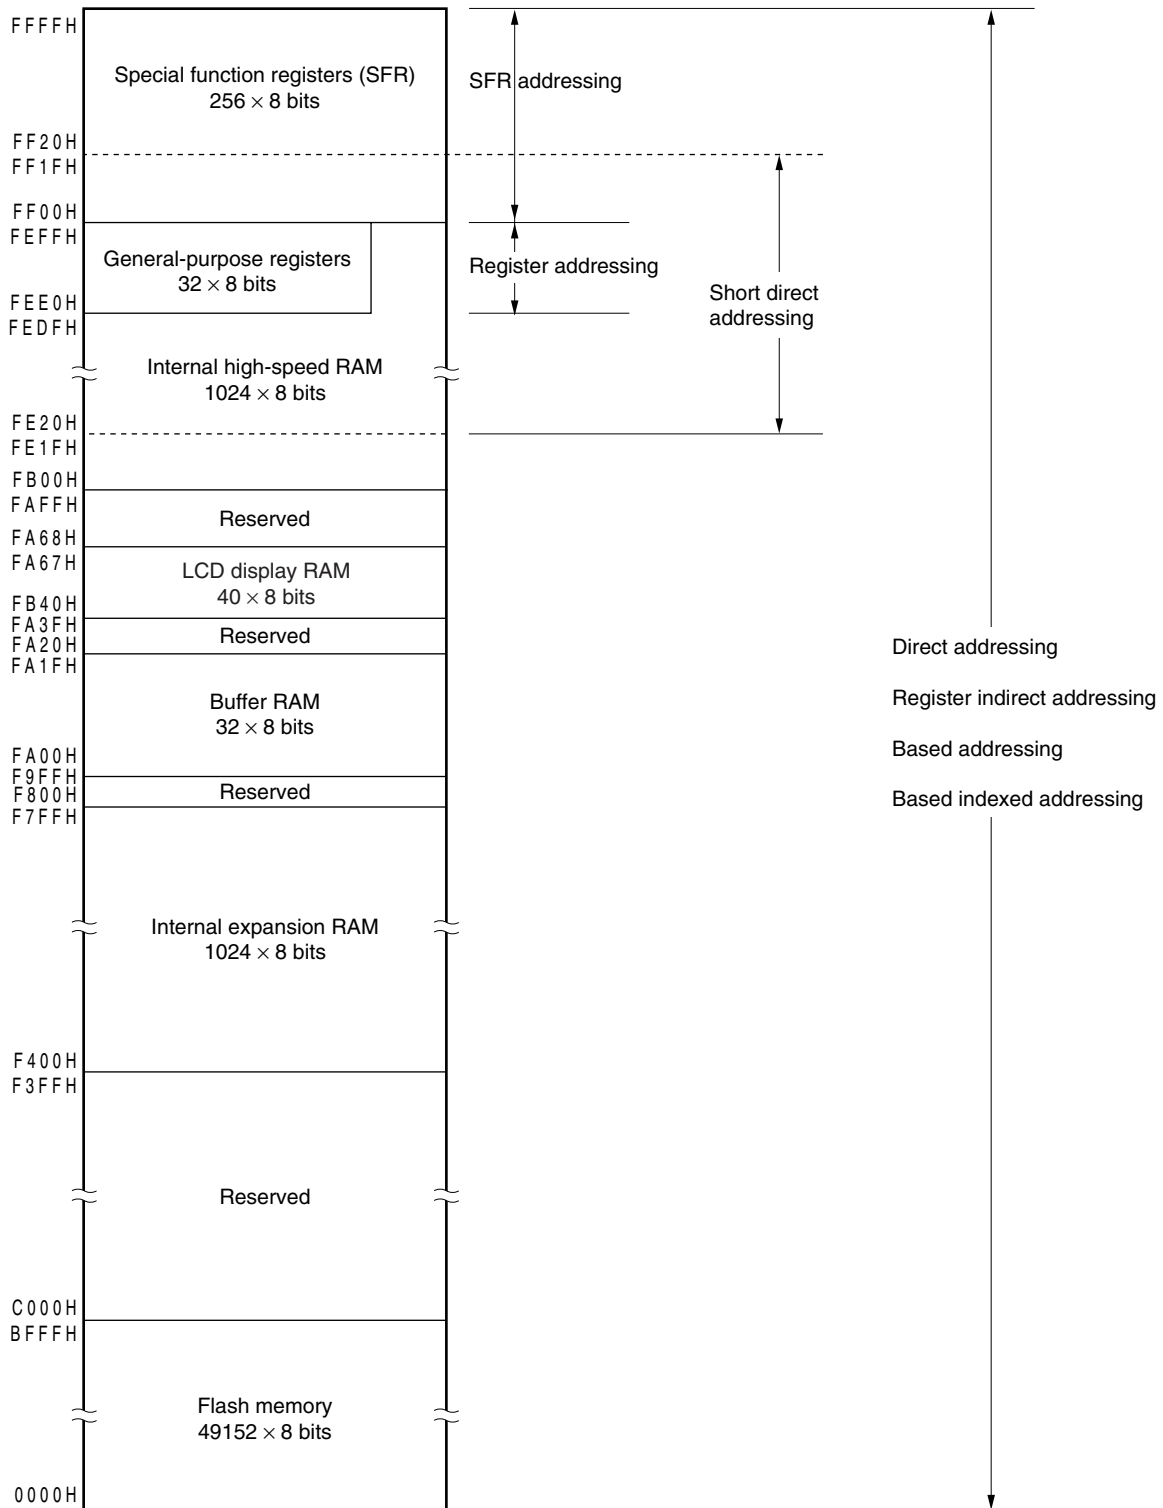 FFFFH
Special function registers (SFR)
256 × 8 bits
SFR addressing
FF20H
FF1FH
FF00H
FEFFH
General-purpose registers
32 × 8 bits
Register addressing
FEE0H
FEDFH
Short direct
addressing
Internal high-speed RAM
1024 × 8 bits
FE20H
FE1FH
FB00H
FAFFH
Reserved
FA68H
FA67H
LCD display RAM
40 × 8 bits
FB40H
FA3FH
Reserved
FA20H
FA1FH
Direct addressing
Register indirect addressing
Based addressing
Based indexed addressing
Buffer RAM
32 × 8 bits
FA00H
F9FFH
Reserved
F800H
F7FFH
Internal expansion RAM
1024 × 8 bits
F400H
F3FFH
Reserved
C000H
BFFFH
Flash memory
49152 × 8 bits
0000H